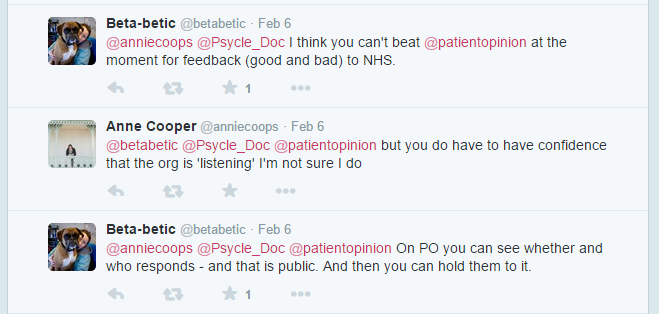 Beta-betic @betabetic · Feb 6
@anniecoops @Psycle_Doc I think you can't beat @patientopinion at the
moment for feedback (good and bad) to NHS.
1
Anne Cooper @anniecoops · Feb 6
@betabetic @Psycle_Doc @patientopinion but you do have to have confidence
that the org is 'listening' I'm not sure I do
Beta-betic @betabetic · Feb 6
@anniecoops @Psycle_Doc @patientopinion On PO you can see whether and
who responds - and that is public. And then you can hold them to it.
1